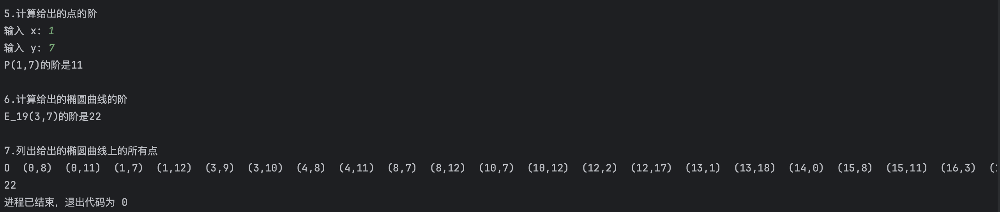 5.计算给出的点的阶
输入 x: 1
输入 y: 7
P(1,7)的阶是11
6.计算给出的椭圆曲线的阶
E_19(3,7)的阶是22
7.列出给出的椭圆曲线上的所有点
O (0,8) (0,11) (1,7) (1,12) (3,9) (3,10) (4,8) (4,11) (8,7) (8,12) (10,7) (10,12) (12,2) (12,17) (13,1) (13,18) (14,0) (15,8) (15,11) (16,3)
22
进程已结束，退出代码为 0